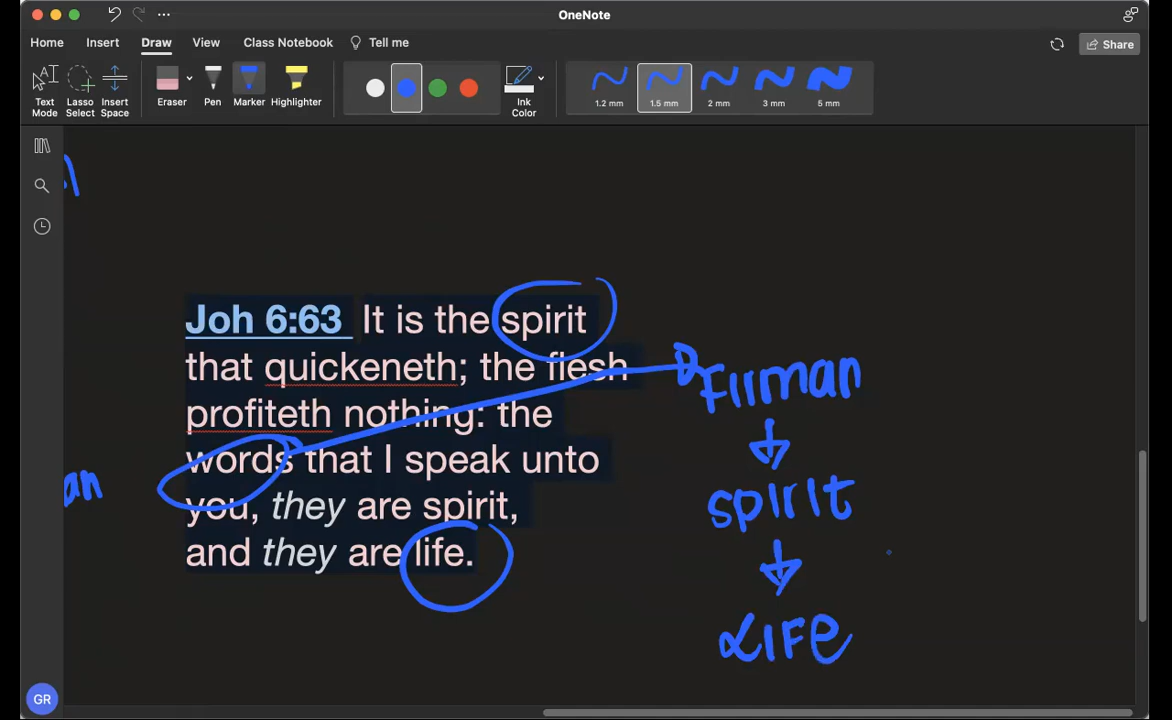 OneNote
Home Insert Draw View Class Notebook Tell me
Share
Text Mode
Lasso Select
Insert Space
Eraser
Pen
Marker
Highlighter
Ink Color
1.2 mm
1.5 mm
2 mm
3 mm
5 mm
Joh 6:63 It is the spirit
that quickeneth; the flesh
profiteth nothing: the
words that I speak unto
you, they are spirit,
and they are life.
an
Firman
spirit
LIFE
GR